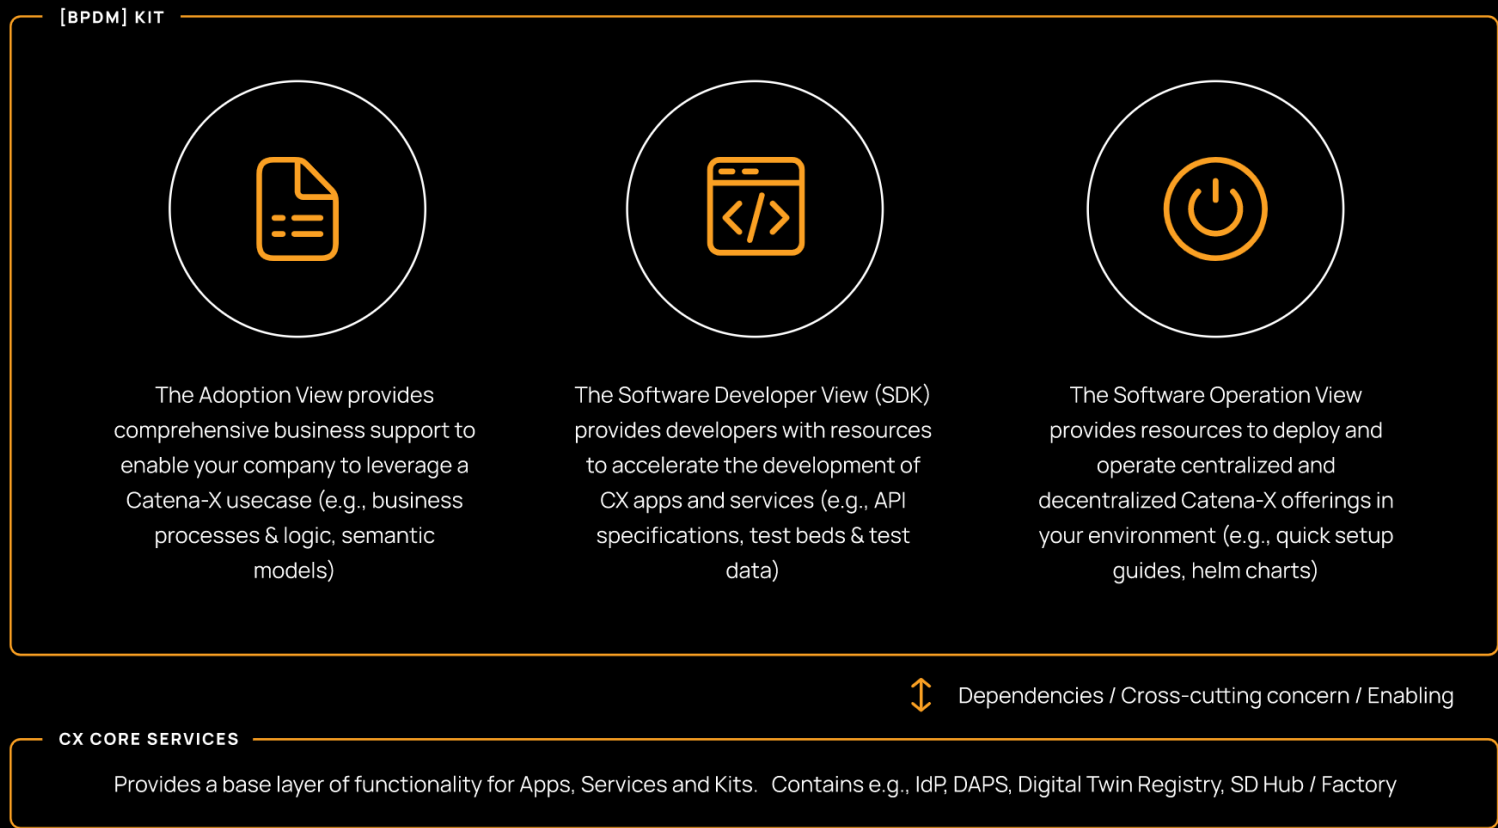 [BPDM] KIT
The Adoption View provides
comprehensive business support to
enable your company to leverage a
Catena-X usecase (e.g., business
processes & logic, semantic
models)
The Software Developer View (SDK)
provides developers with resources
to accelerate the development of
CX apps and services (e.g., API
specifications, test beds & test
data)
The Software Operation View
provides resources to deploy and
operate centralized and
decentralized Catena-X offerings in
your environment (e.g., quick setup
guides, helm charts)
Dependencies / Cross-cutting concern / Enabling
CX CORE SERVICES
Provides a base layer of functionality for Apps, Services and Kits. Contains e.g., IdP, DAPS, Digital Twin Registry, SD Hub / Factory